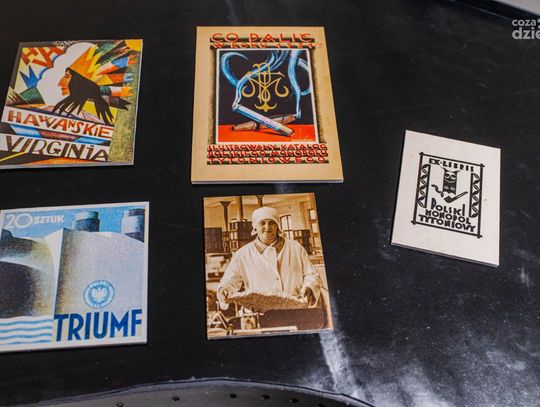 HAWAŃSKIE
VIRGINIA
CO PALIĆ
W ROKU
ILUSTROWANY KATALOG
POLSKIEGO MONOPOLU
TYTONIOWEGO
EX-LIBRIS
POLSKI
MONOPOL
TYTONIOWY
20 SZTUK
TRIUMF
coza
dzie